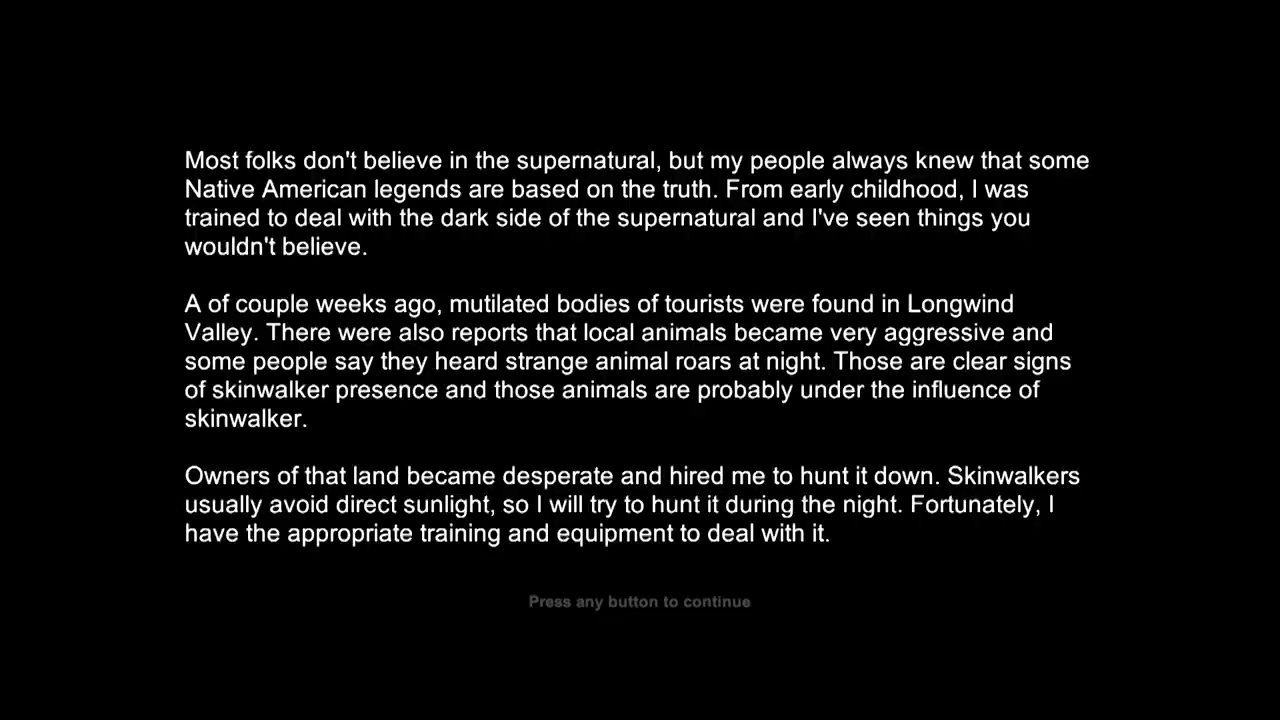 Most folks don't believe in the supernatural, but my people always knew that some
Native American legends are based on the truth. From early childhood, I was
trained to deal with the dark side of the supernatural and I've seen things you
wouldn't believe.
A of couple weeks ago, mutilated bodies of tourists were found in Longwind
Valley. There were also reports that local animals became very aggressive and
some people say they heard strange animal roars at night. Those are clear signs
of skinwalker presence and those animals are probably under the influence of
skinwalker.
Owners of that land became desperate and hired me to hunt it down. Skinwalkers
usually avoid direct sunlight, so I will try to hunt it during the night. Fortunately, I
have the appropriate training and equipment to deal with it.
Press any button to continue